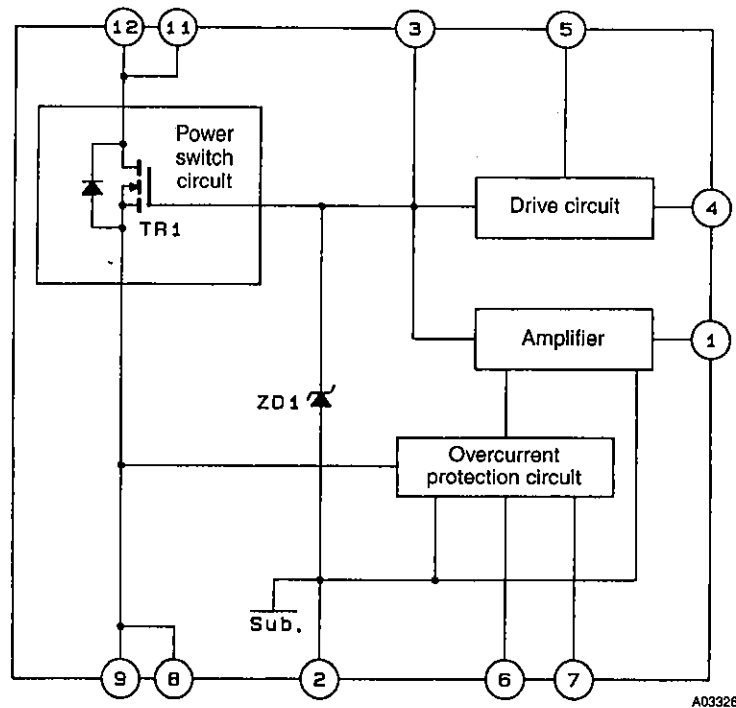 12
11
3
5
Power
switch
circuit
TR1
Drive circuit
4
Amplifier
1
ZD1
Overcurrent
protection circuit
Sub.
9
8
2
6
7
A03326